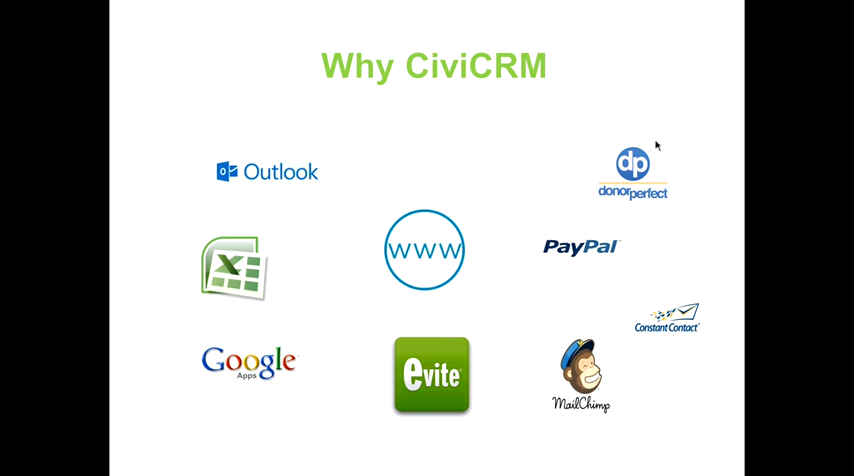 Why CiviCRM
Outlook
dp
donorperfect
WWW
PayPal
Constant Contact
Google
Apps
evite
MailChimp